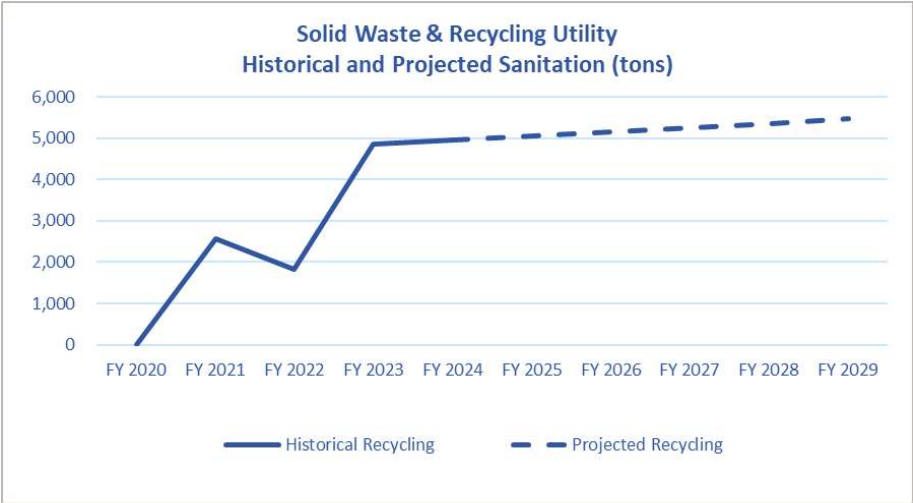 Solid Waste & Recycling Utility
Historical and Projected Sanitation (tons)
6,000
5,000
4,000
3,000
2,000
1,000
0
FY 2020 FY 2021 FY 2022 FY 2023 FY 2024 FY 2025 FY 2026 FY 2027 FY 2028 FY 2029
Historical Recycling Projected Recycling